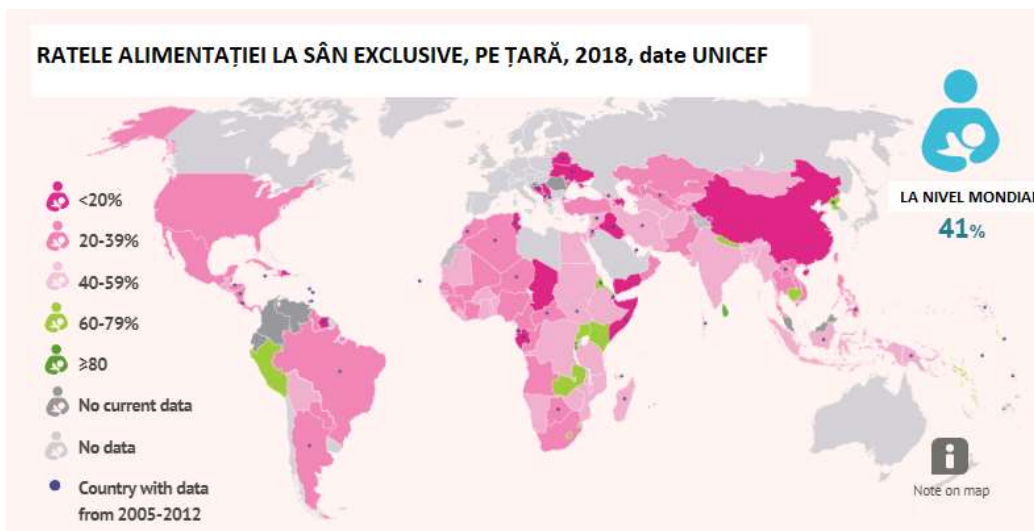 RATELE ALIMENTAȚIEI LA SÂN EXCLUSIVE, PE ȚARĂ, 2018, date UNICEF
<20%
20-39%
40-59%
60-79%
≥80
No current data
No data
Country with data
from 2005-2012
LA NIVEL MONDIAL
41%
i
Note on map